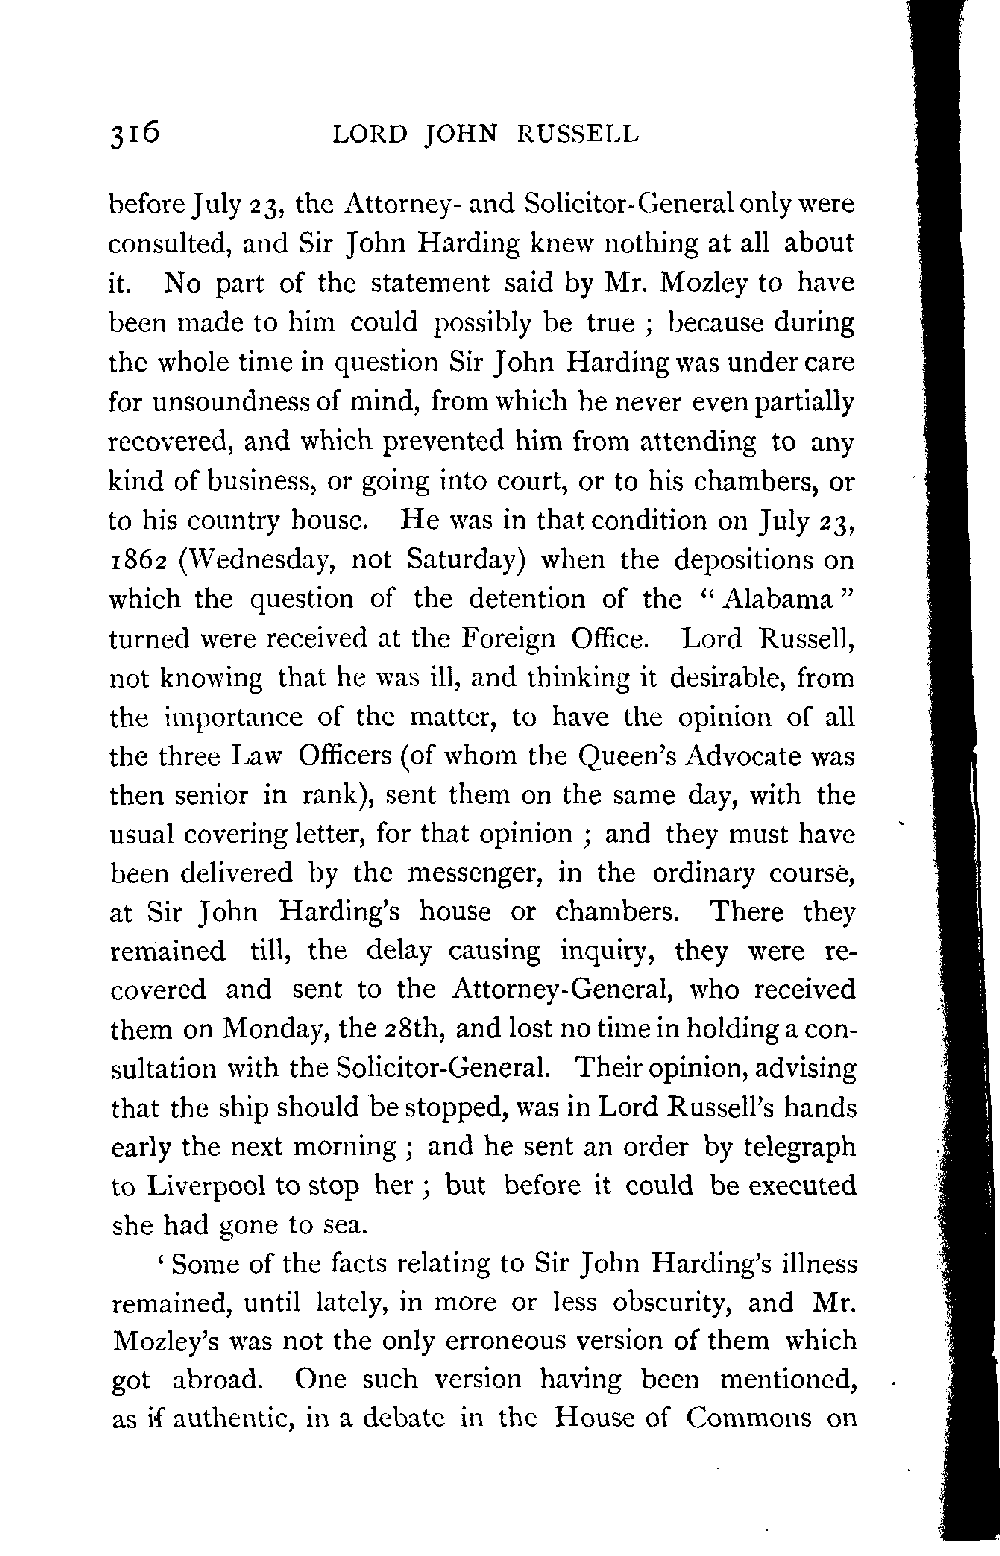 316 LORD JOHN RUSSELL
before July 23, the Attorney- and Solicitor-General only were
consulted, and Sir John Harding knew nothing at all about
it. No part of the statement said by Mr. Mozley to have
been made to him could possibly be true ; because during
the whole time in question Sir John Harding was under care
for unsoundness of mind, from which he never even partially
recovered, and which prevented him from attending to any
kind of business, or going into court, or to his chambers, or
to his country house. He was in that condition on July 23,
1862 (Wednesday, not Saturday) when the depositions on
which the question of the detention of the “ Alabama ”
turned were received at the Foreign Office. Lord Russell,
not knowing that he was ill, and thinking it desirable, from
the importance of the matter, to have the opinion of all
the three Law Officers (of whom the Queen’s Advocate was
then senior in rank), sent them on the same day, with the
usual covering letter, for that opinion ; and they must have
been delivered by the messenger, in the ordinary course,
at Sir John Harding’s house or chambers. There they
remained till, the delay causing inquiry, they were re-
covered and sent to the Attorney-General, who received
them on Monday, the 28th, and lost no time in holding a con-
sultation with the Solicitor-General. Their opinion, advising
that the ship should be stopped, was in Lord Russell’s hands
early the next morning ; and he sent an order by telegraph
to Liverpool to stop her ; but before it could be executed
she had gone to sea.
‘ Some of the facts relating to Sir John Harding’s illness
remained, until lately, in more or less obscurity, and Mr.
Mozley’s was not the only erroneous version of them which
got abroad. One such version having been mentioned,
as if authentic, in a debate in the House of Commons on